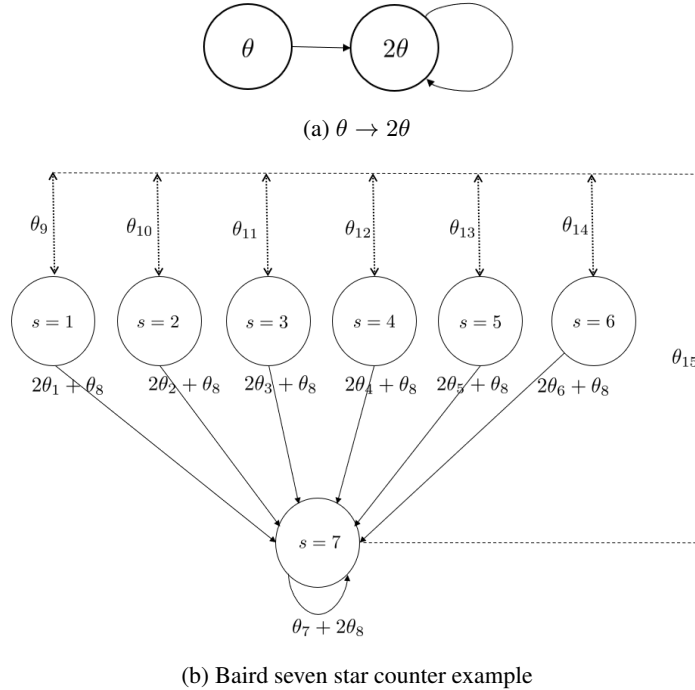 θ 2θ
(a) θ → 2θ
θ₉ θ₁₀ θ₁₁ θ₁₂ θ₁₃ θ₁₄
s = 1 s = 2 s = 3 s = 4 s = 5 s = 6
θ₁₅
2θ₁ + θ₈ 2θ₂ + θ₈ 2θ₃ + θ₈ 2θ₄ + θ₈ 2θ₅ + θ₈ 2θ₆ + θ₈
s = 7
θ₇ + 2θ₈
(b) Baird seven star counter example